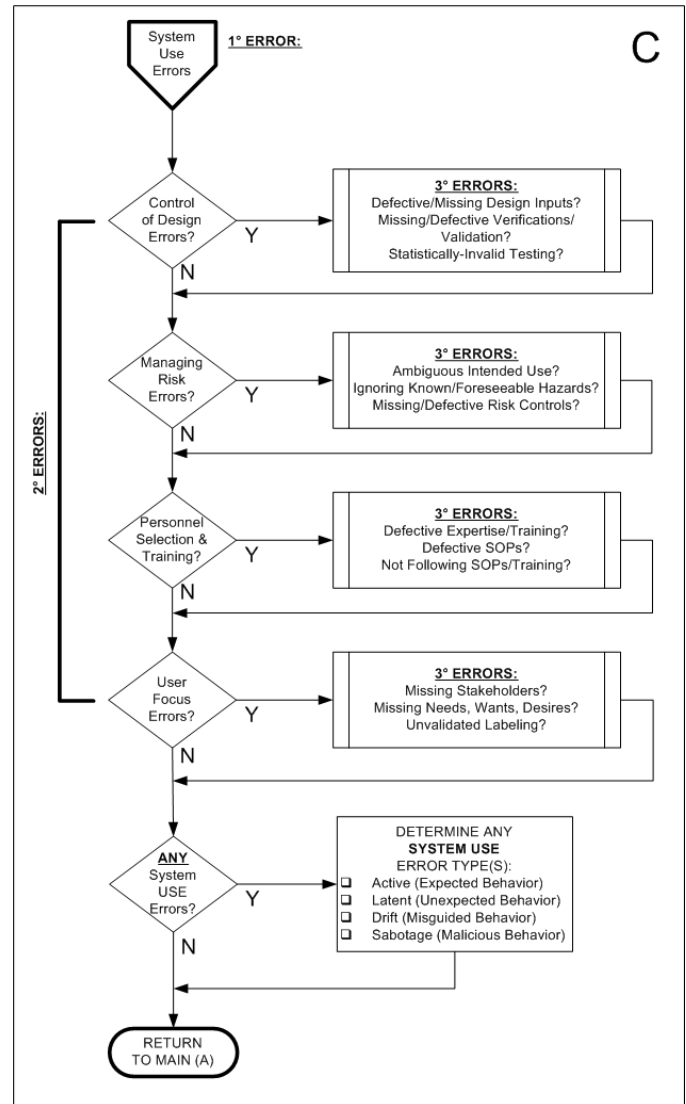 System
Use
Errors
1° ERROR:
C
Control
of Design
Errors?
Y
N
3° ERRORS:
Defective/Missing Design Inputs?
Missing/Defective Verifications/
Validation?
Statistically-Invalid Testing?
2° ERRORS:
Managing
Risk
Errors?
Y
N
3° ERRORS:
Ambiguous Intended Use?
Ignoring Known/Foreseeable Hazards?
Missing/Defective Risk Controls?
Personnel
Selection &
Training?
Y
N
3° ERRORS:
Defective Expertise/Training?
Defective SOPs?
Not Following SOPs/Training?
User
Focus
Errors?
Y
N
3° ERRORS:
Missing Stakeholders?
Missing Needs, Wants, Desires?
Unvalidated Labeling?
ANY
System
USE
Errors?
Y
N
DETERMINE ANY
SYSTEM USE
ERROR TYPE(S):
❑ Active (Expected Behavior)
❑ Latent (Unexpected Behavior)
❑ Drift (Misguided Behavior)
❑ Sabotage (Malicious Behavior)
RETURN
TO MAIN (A)